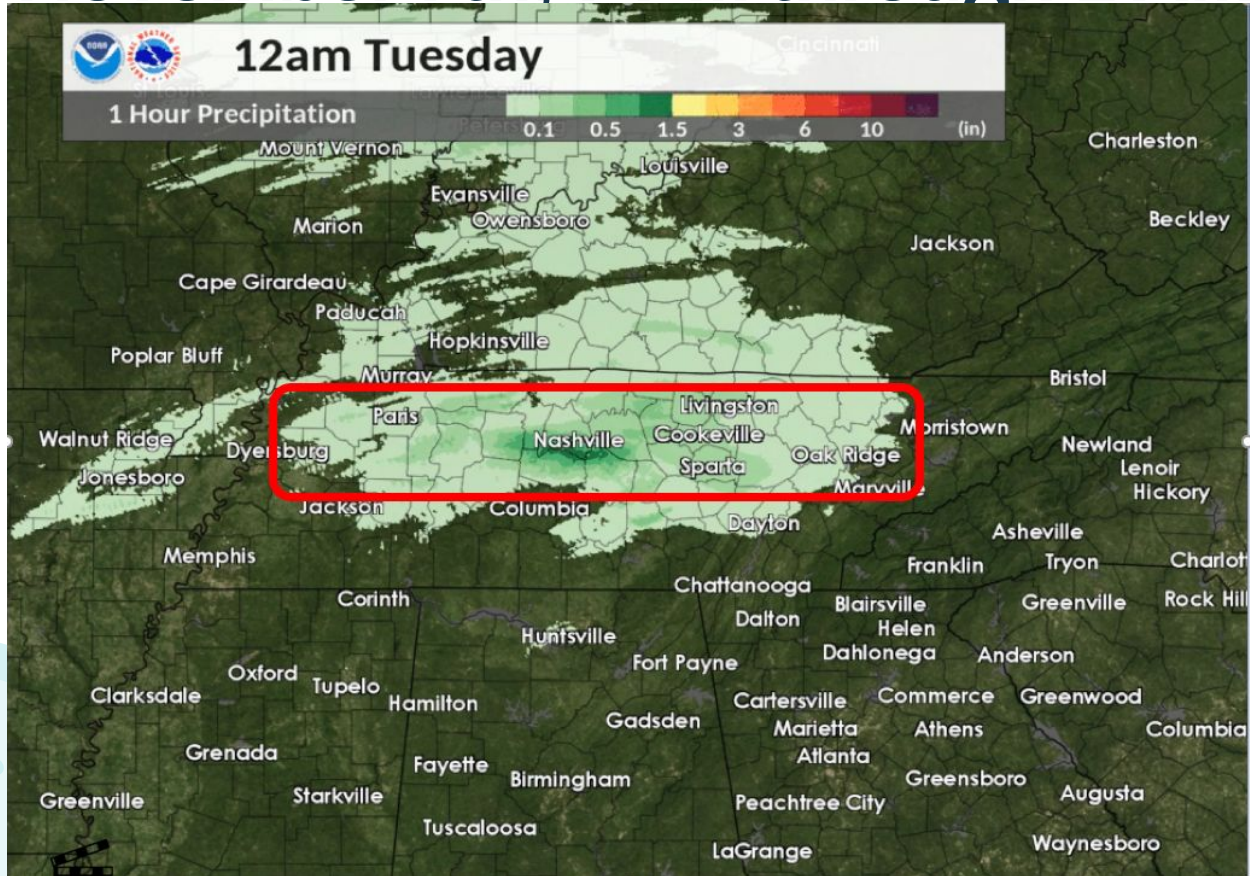 12am Tuesday
1 Hour Precipitation
0.1 0.5 1.5 3 6 10 (in)
Cincinnati
Charleston
Mount Vernon
Louisville
Evansville
Beckley
Owensboro
Marion
Jackson
Cape Girardeau
Paducah
Hopkinsville
Poplar Bluff
Murray
Bristol
Livingston
Paris
Morristown
Walnut Ridge
Nashville
Cookeville
Newland
Dyersburg
Oak Ridge
Sparta
Lenoir
Jonesboro
Maryville
Hickory
Jackson
Columbia
Dayton
Asheville
Memphis
Franklin
Tryon
Charlot
Chattanooga
Corinth
Blairsville
Greenville
Rock Hill
Dalton
Huntsville
Helen
Fort Payne
Dahlonega
Anderson
Oxford
Tupelo
Clarksdale
Hamilton
Cartersville
Commerce
Greenwood
Gadsden
Marietta
Athens
Columbia
Grenada
Atlanta
Fayette
Birmingham
Greensboro
Greenville
Starkville
Peachtree City
Augusta
Tuscaloosa
Waynesboro
LaGrange